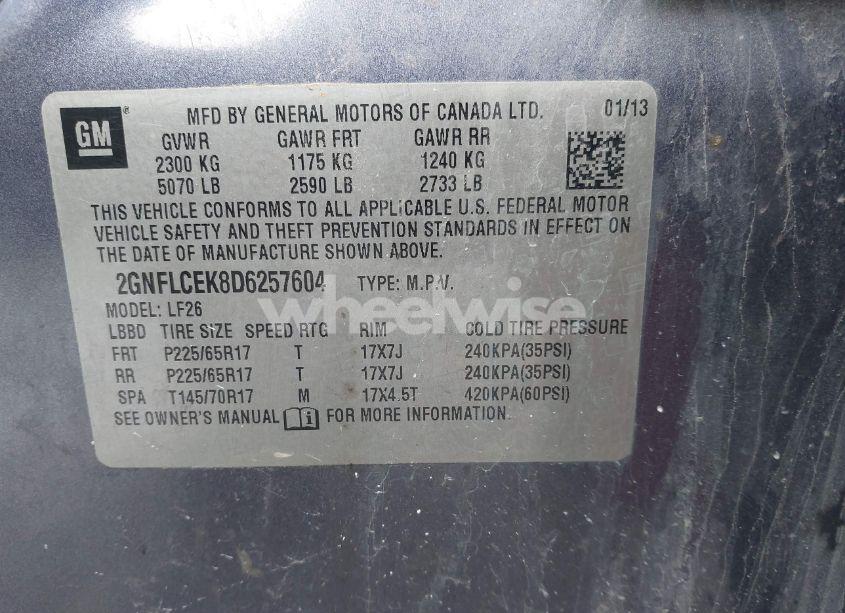 GM ® MFD BY GENERAL MOTORS OF CANADA LTD. 01/13
GVWR GAWR FRT GAWR RR
2300 KG 1175 KG 1240 KG
5070 LB 2590 LB 2733 LB
THIS VEHICLE CONFORMS TO ALL APPLICABLE U.S. FEDERAL MOTOR
VEHICLE SAFETY AND THEFT PREVENTION STANDARDS IN EFFECT ON
THE DATE OF MANUFACTURE SHOWN ABOVE.
2GNFLCEK8D6257604 TYPE: M.P.V.
wheelwise
MODEL: LF26
LBBD TIRE SIZE SPEED RTG RIM COLD TIRE PRESSURE
FRT P225/65R17 T 17X7J 240KPA(35PSI)
RR P225/65R17 T 17X7J 240KPA(35PSI)
SPA T145/70R17 M 17X4.5T 420KPA(60PSI)
SEE OWNER'S MANUAL FOR MORE INFORMATION.